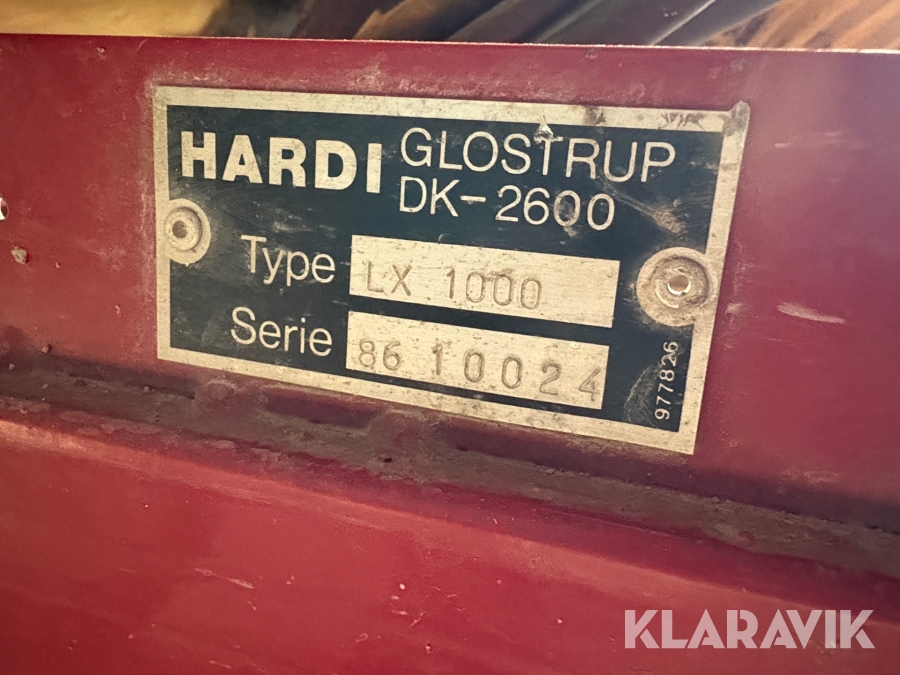 HARDI GLOSTRUP
DK-2600
Type LX 1000
Serie 86 10024
977826
KLARAVIK